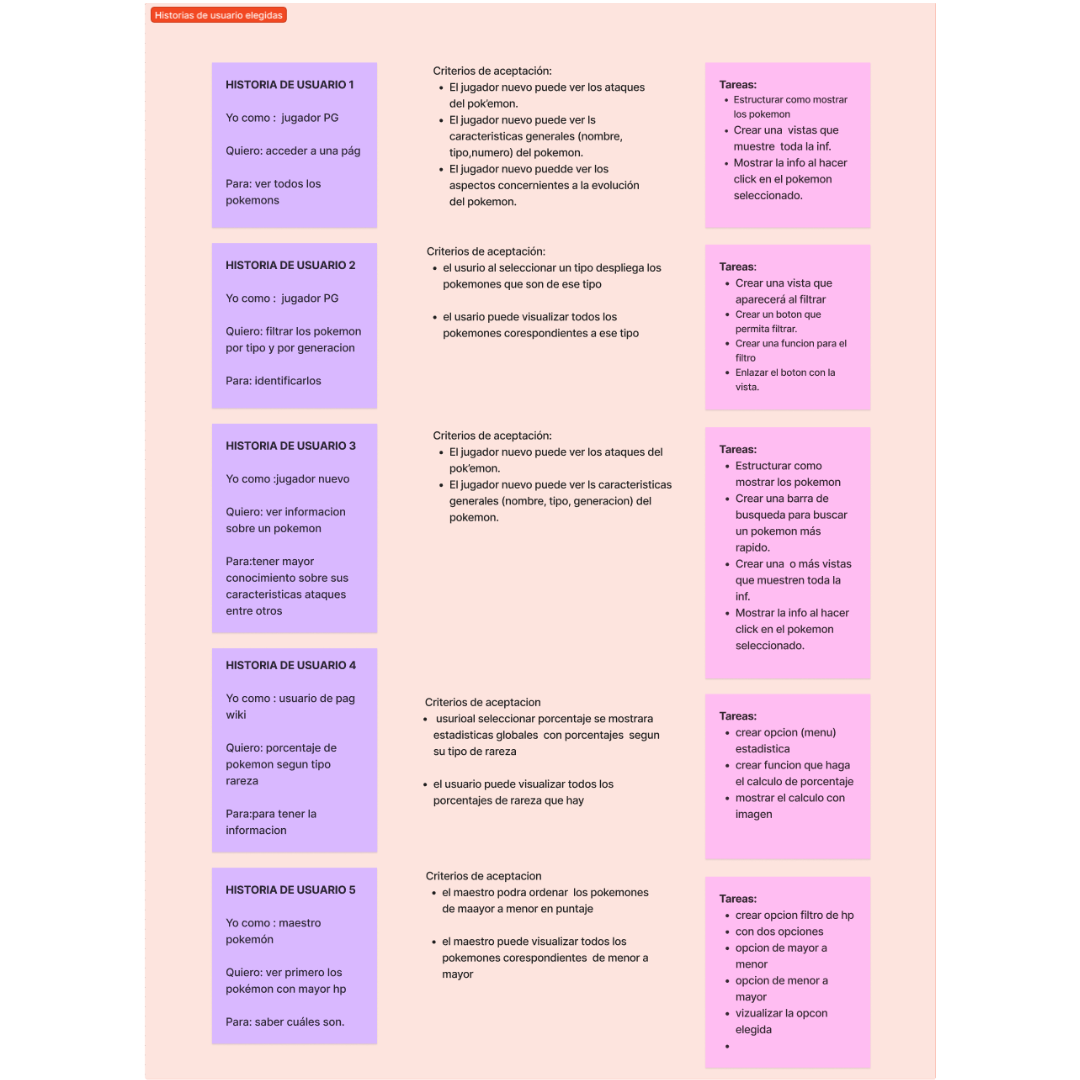 Historias de usuario elegidas
HISTORIA DE USUARIO 1
Yo como :  jugador PG
Quiero: acceder a una pág
Para: ver todos los
pokemons
Criterios de aceptación:
• El jugador nuevo puede ver los ataques
del pok'emon.
• El jugador nuevo puede ver ls
caracteristicas generales (nombre,
tipo,numero) del pokemon.
• El jugador nuevo puedde ver los
aspectos concernientes a la evolución
del pokemon.
Tareas:
• Estructurar como mostrar
los pokemon
• Crear una  vistas que
muestre  toda la inf.
• Mostrar la info al hacer
click en el pokemon
seleccionado.
HISTORIA DE USUARIO 2
Yo como :  jugador PG
Quiero: filtrar los pokemon
por tipo y por generacion
Para: identificarlos
Criterios de aceptación:
• el usurio al seleccionar un tipo despliega los
pokemones que son de ese tipo
• el usario puede visualizar todos los
pokemones corespondientes a ese tipo
Tareas:
• Crear una vista que
aparecerá al filtrar
• Crear un boton que
permita filtrar.
• Crear una funcion para el
filtro
• Enlazar el boton con la
vista.
HISTORIA DE USUARIO 3
Yo como :jugador nuevo
Quiero: ver informacion
sobre un pokemon
Para:tener mayor
conocimiento sobre sus
caracteristicas ataques
entre otros
Criterios de aceptación:
• El jugador nuevo puede ver los ataques del
pok'emon.
• El jugador nuevo puede ver ls caracteristicas
generales (nombre, tipo, generacion) del
pokemon.
Tareas:
• Estructurar como
mostrar los pokemon
• Crear una barra de
busqueda para buscar
un pokemon más
rapido.
• Crear una  o más vistas
que muestren toda la
inf.
• Mostrar la info al hacer
click en el pokemon
seleccionado.
HISTORIA DE USUARIO 4
Yo como : usuario de pag
wiki
Quiero: porcentaje de
pokemon segun tipo
rareza
Para:para tener la
informacion
Criterios de aceptacion
•  usurioal seleccionar porcentaje se mostrara
estadisticas globales  con porcentajes  segun
su tipo de rareza
• el usuario puede visualizar todos los
porcentajes de rareza que hay
Tareas:
• crear opcion (menu)
estadistica
• crear funcion que haga
el calculo de porcentaje
• mostrar el calculo con
imagen
HISTORIA DE USUARIO 5
Yo como : maestro
pokemón
Quiero: ver primero los
pokémon con mayor hp
Para: saber cuáles son.
Criterios de aceptacion
• el maestro podra ordenar  los pokemones
de maayor a menor en puntaje
• el maestro puede visualizar todos los
pokemones corespondientes  de menor a
mayor
Tareas:
• crear opcion filtro de hp
• con dos opciones
• opcion de mayor a
menor
• opcion de menor a
mayor
• vizualizar la opcon
elegida
•